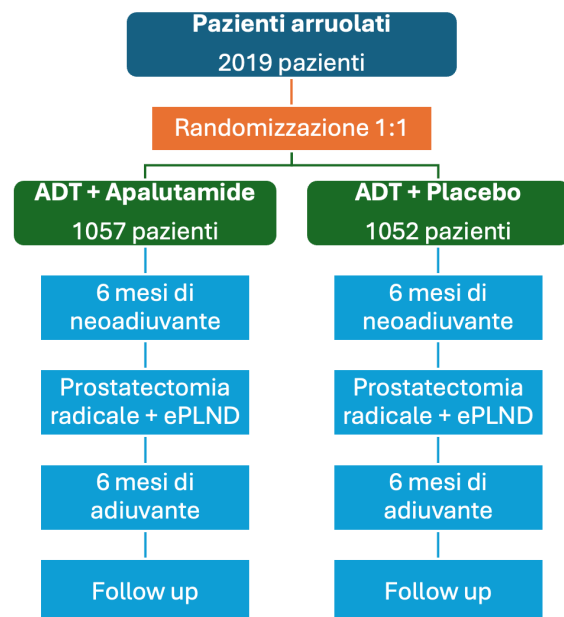 Pazienti arruolati
2019 pazienti
Randomizzazione 1:1
ADT + Apalutamide
1057 pazienti
ADT + Placebo
1052 pazienti
6 mesi di
neoadiuvante
6 mesi di
neoadiuvante
Prostatectomia
radicale + ePLND
Prostatectomia
radicale + ePLND
6 mesi di
adiuvante
6 mesi di
adiuvante
Follow up
Follow up